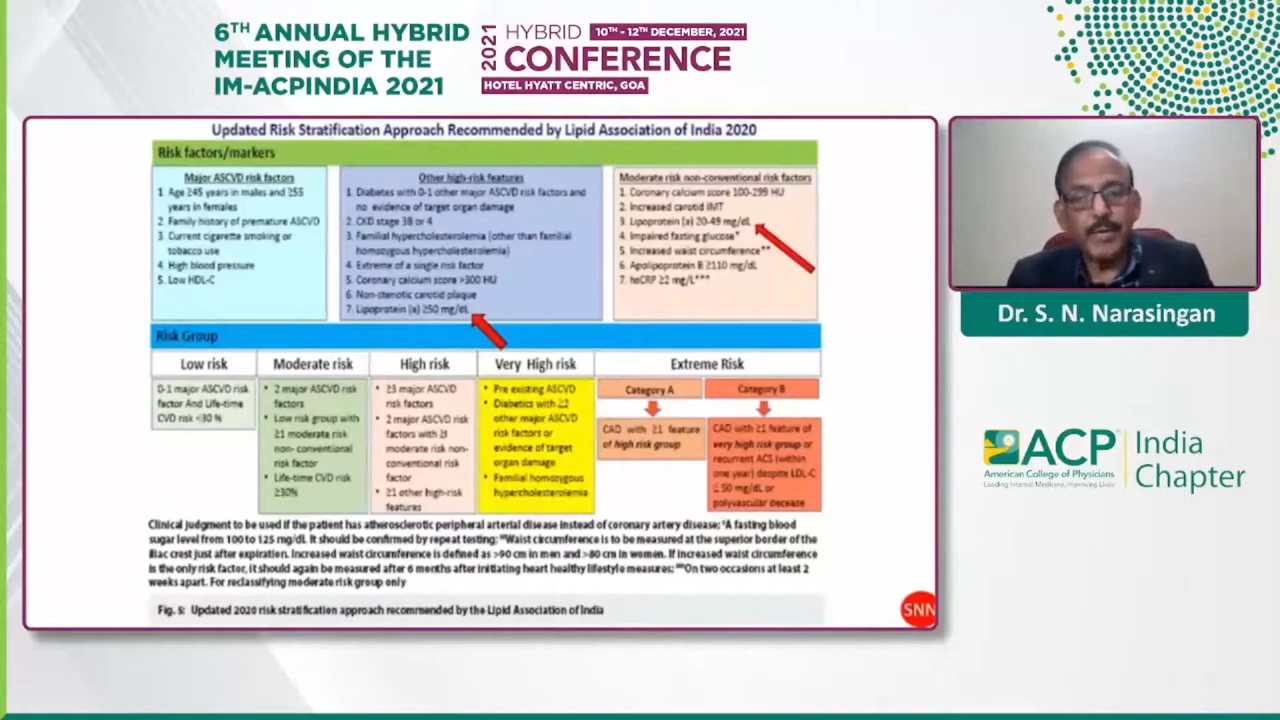 6TH ANNUAL HYBRID
MEETING OF THE
IM-ACPINDIA 2021
2021
HYBRID
10TH - 12TH DECEMBER, 2021
CONFERENCE
HOTEL HYATT CENTRIC, GOA
Updated Risk Stratification Approach Recommended by Lipid Association of India 2020
Risk factors/markers
Major ASCVD risk factors
1. Age ≥45 years in males and ≥55
years in females
2. Family history of premature ASCVD
3. Current cigarette smoking or
tobacco use
4. High blood pressure
5. Low HDL-C
Other high-risk features
1. Diabetes with 0-1 other major ASCVD risk factors and
no evidence of target organ damage
2. CKD stage 3B or 4
3. Familial hypercholesterolemia (other than familial
homozygous hypercholesterolemia)
4. Extreme of a single risk factor
5. Coronary calcium score >300 HU
6. Non-stenotic carotid plaque
7. Lipoprotein (a) ≥50 mg/dL
Moderate risk non-conventional risk factors
1. Coronary calcium score 100-299 HU
2. Increased carotid IMT
3. Lipoprotein (a) 20-49 mg/dL
4. Impaired fasting glucose*
5. Increased waist circumference**
6. Apolipoprotein B ≥110 mg/dL
7. hsCRP ≥2 mg/L***
Risk Group
Low risk
0-1 major ASCVD risk
factor And Life-time
CVD risk <30 %
Moderate risk
• 2 major ASCVD risk
factors
• Low risk group with
≥1 moderate risk
non- conventional
risk factor
• Life-time CVD risk
≥30%
High risk
• ≥3 major ASCVD
risk factors
• 2 major ASCVD risk
factors with ≥1
moderate risk non-
conventional risk
factor
• ≥1 other high-risk
features
Very High risk
• Pre existing ASCVD
• Diabetics with ≥2
other major ASCVD
risk factors or
evidence of target
organ damage
• Familial homozygous
hypercholesterolemia
Extreme Risk
Category A
CAD with ≥1 feature
of high risk group
Category B
CAD with ≥1 feature of
very high risk group or
recurrent ACS (within
one year) despite LDL-C
≤ 50 mg/dL or
polyvascular decease
Clinical judgment to be used if the patient has atherosclerotic peripheral arterial disease instead of coronary artery disease; *A fasting blood
sugar level from 100 to 125 mg/dl. It should be confirmed by repeat testing; **Waist circumference is to be measured at the superior border of the
iliac crest just after expiration. Increased waist circumference is defined as >90 cm in men and >80 cm in women. If increased waist circumference
is the only risk factor, it should again be measured after 6 months after initiating heart healthy lifestyle measures; ***On two occasions at least 2
weeks apart. For reclassifying moderate risk group only
Fig. 5: Updated 2020 risk stratification approach recommended by the Lipid Association of India
SNN
Dr. S. N. Narasingan
ACP
American College of Physicians
Leading Internal Medicine, Improving Lives
India
Chapter